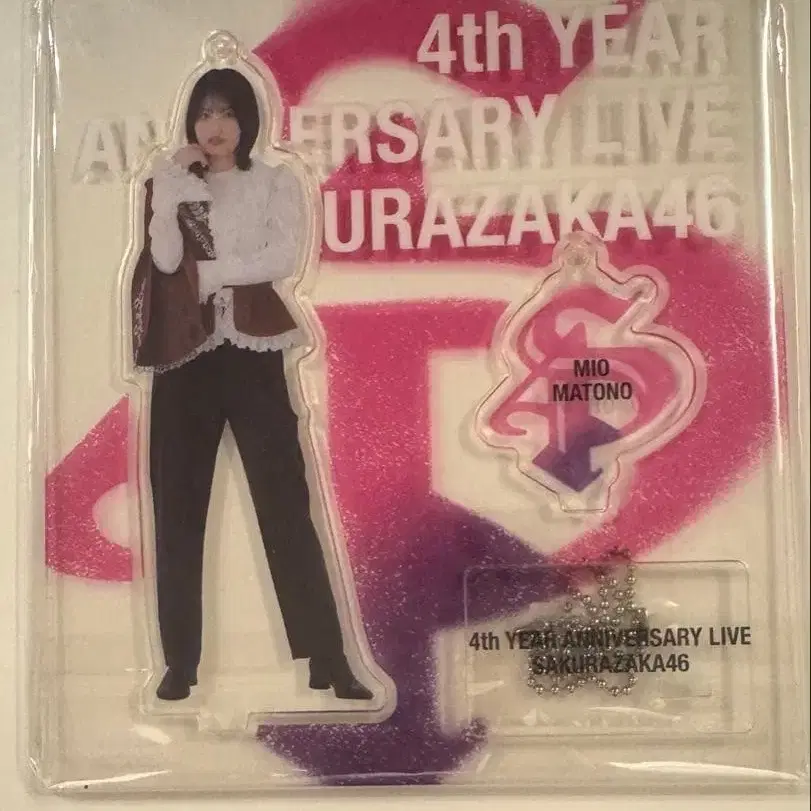 4th YEAR
ANNIVERSARY LIVE
SAKURAZAKA46
MIO
MATONO
4th YEAR ANNIVERSARY LIVE
SAKURAZAKA46